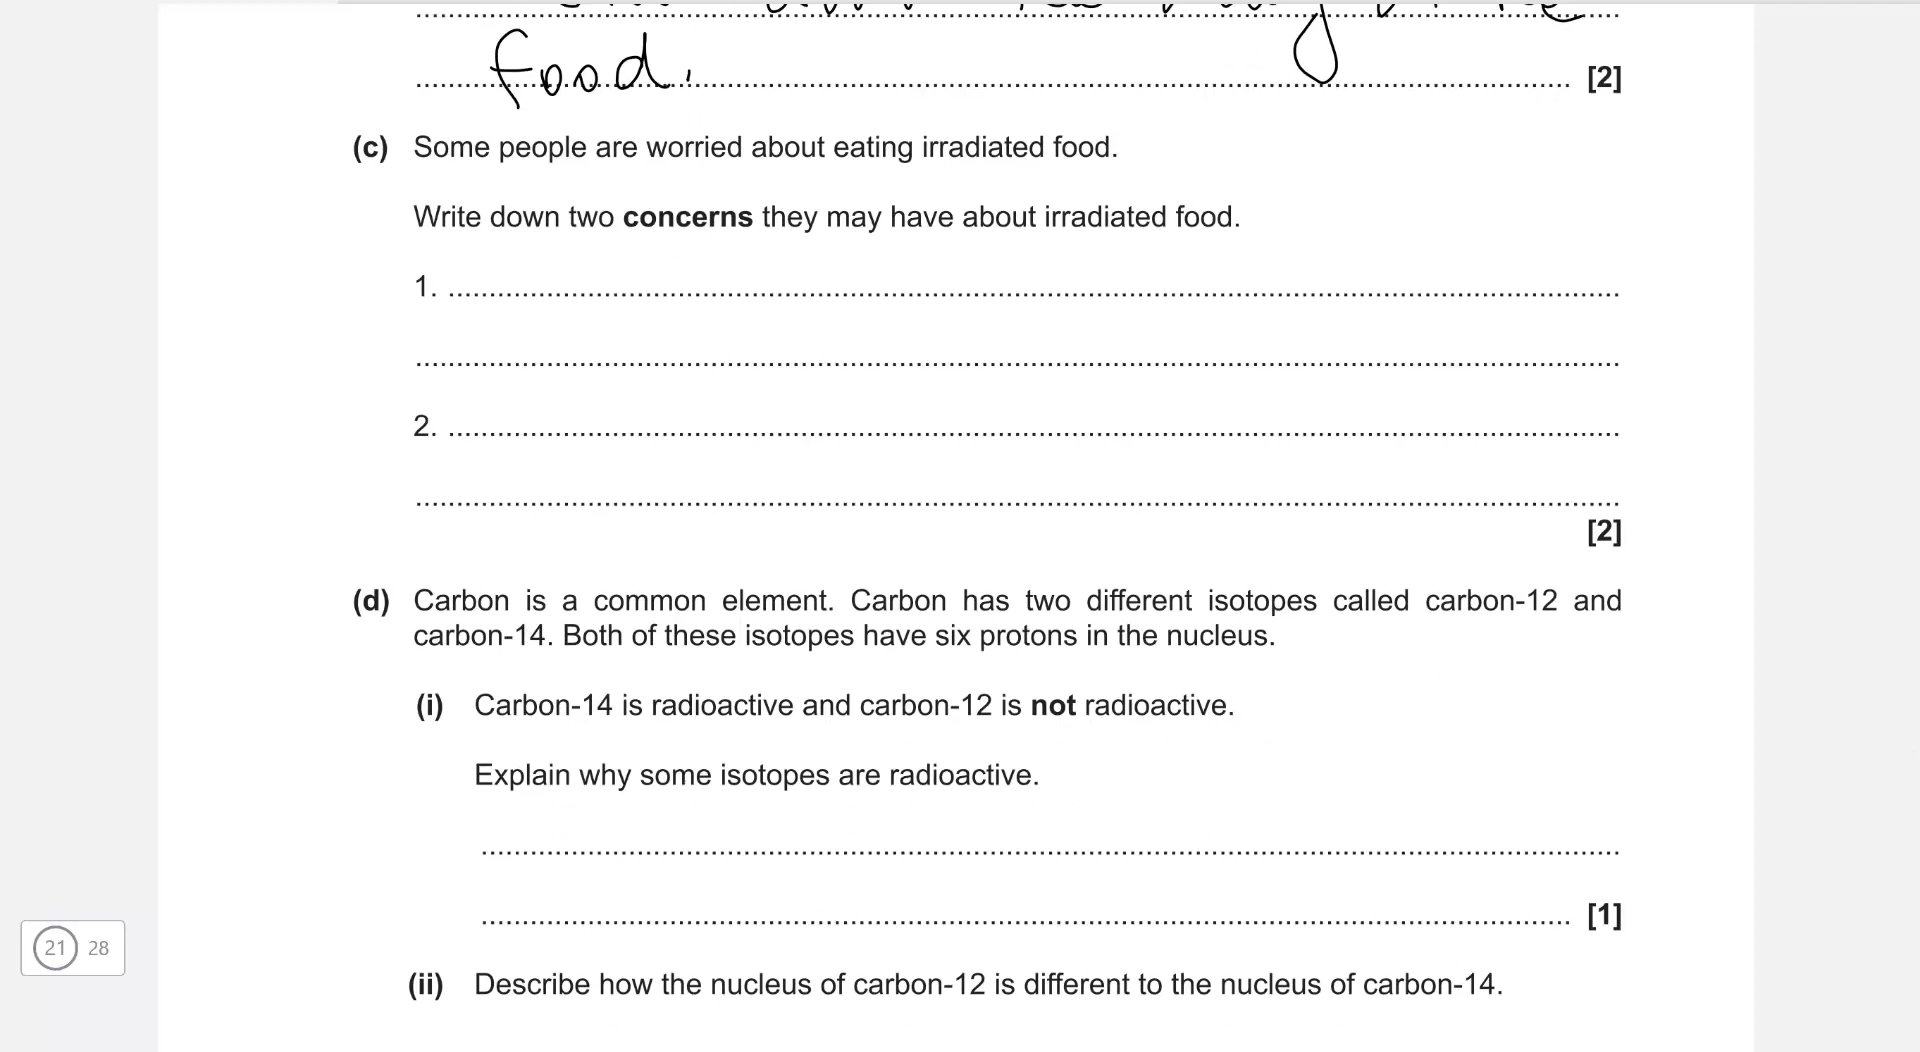 food.
[2]
(c) Some people are worried about eating irradiated food.
Write down two concerns they may have about irradiated food.
1.
2.
[2]
(d) Carbon is a common element. Carbon has two different isotopes called carbon-12 and
carbon-14. Both of these isotopes have six protons in the nucleus.
(i) Carbon-14 is radioactive and carbon-12 is not radioactive.
Explain why some isotopes are radioactive.
[1]
(ii) Describe how the nucleus of carbon-12 is different to the nucleus of carbon-14.
21 28